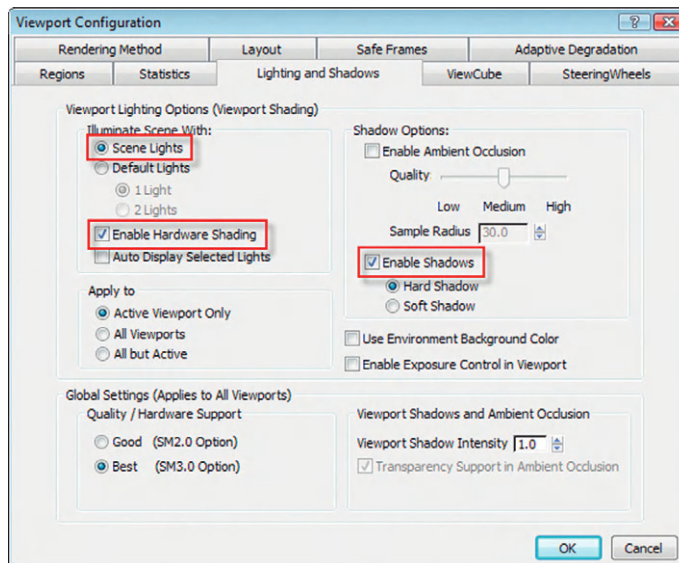 Viewport Configuration
Rendering Method Layout Safe Frames Adaptive Degradation
Regions Statistics Lighting and Shadows ViewCube SteeringWheels
Viewport Lighting Options (Viewport Shading)
Illuminate Scene With:
Scene Lights
Default Lights
1 Light
2 Lights
Enable Hardware Shading
Auto Display Selected Lights
Shadow Options:
Enable Ambient Occlusion
Quality
Low Medium High
Sample Radius 30.0
Enable Shadows
Hard Shadow
Soft Shadow
Apply to
Active Viewport Only
All Viewports
All but Active
Use Environment Background Color
Enable Exposure Control in Viewport
Global Settings (Applies to All Viewports)
Quality / Hardware Support
Good (SM2.0 Option)
Best (SM3.0 Option)
Viewport Shadows and Ambient Occlusion
Viewport Shadow Intensity 1.0
Transparency Support in Ambient Occlusion
OK Cancel